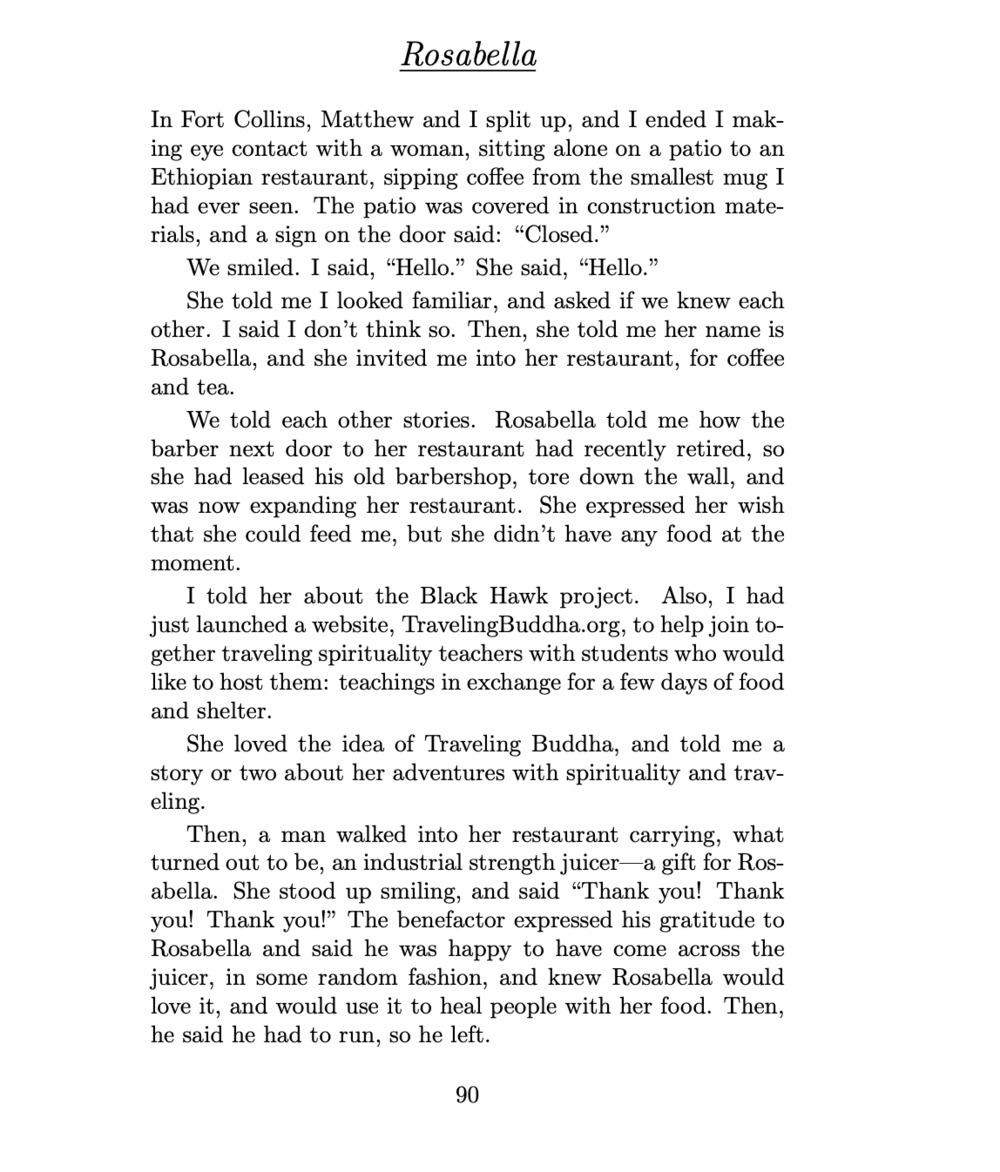 Rosabella
In Fort Collins, Matthew and I split up, and I ended I mak-
ing eye contact with a woman, sitting alone on a patio to an
Ethiopian restaurant, sipping coffee from the smallest mug I
had ever seen. The patio was covered in construction mate-
rials, and a sign on the door said: “Closed.”
We smiled. I said, “Hello.” She said, “Hello.”
She told me I looked familiar, and asked if we knew each
other. I said I don’t think so. Then, she told me her name is
Rosabella, and she invited me into her restaurant, for coffee
and tea.
We told each other stories. Rosabella told me how the
barber next door to her restaurant had recently retired, so
she had leased his old barbershop, tore down the wall, and
was now expanding her restaurant. She expressed her wish
that she could feed me, but she didn’t have any food at the
moment.
I told her about the Black Hawk project. Also, I had
just launched a website, TravelingBuddha.org, to help join to-
gether traveling spirituality teachers with students who would
like to host them: teachings in exchange for a few days of food
and shelter.
She loved the idea of Traveling Buddha, and told me a
story or two about her adventures with spirituality and trav-
eling.
Then, a man walked into her restaurant carrying, what
turned out to be, an industrial strength juicer—a gift for Ros-
abella. She stood up smiling, and said “Thank you! Thank
you! Thank you!” The benefactor expressed his gratitude to
Rosabella and said he was happy to have come across the
juicer, in some random fashion, and knew Rosabella would
love it, and would use it to heal people with her food. Then,
he said he had to run, so he left.
90